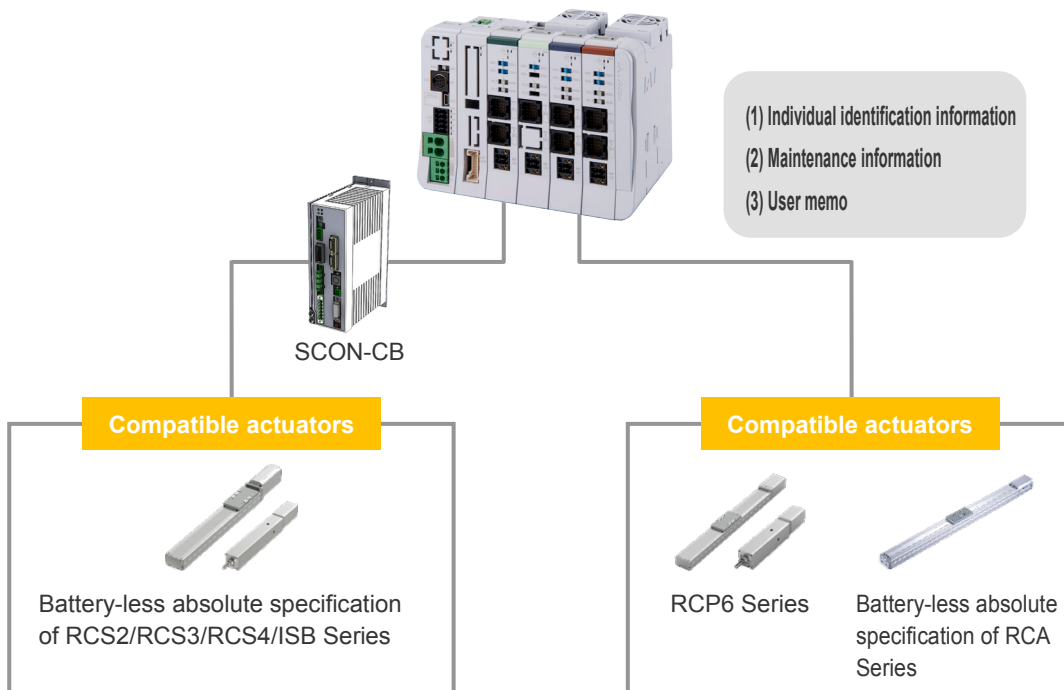 (1) Individual identification information
(2) Maintenance information
(3) User memo
SCON-CB
Compatible actuators
Compatible actuators
Battery-less absolute specification
of RCS2/RCS3/RCS4/ISB Series
RCP6 Series
Battery-less absolute
specification of RCA
Series